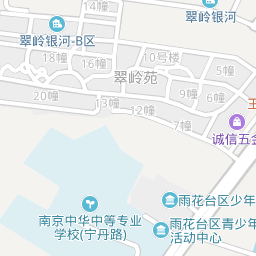 翠岭银河
翠岭银河-B区
18幢
10号楼
16幢
翠岭苑
5幢
9幢
6幢
20幢
13幢
12幢
7幢
王
诚信五金
雨花台区少年
南京中华中等专业
学校(宁丹路)
雨花台区青少年
活动中心